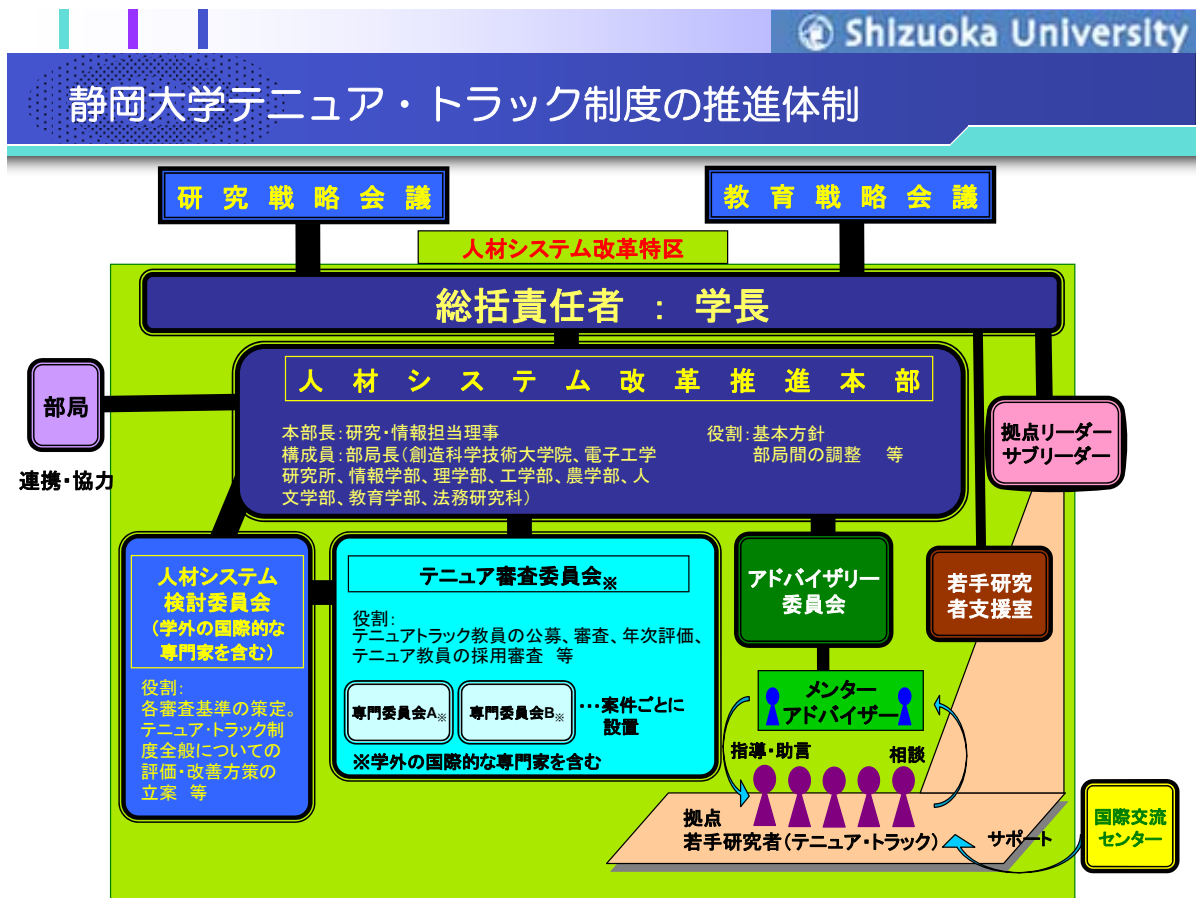 Shizuoka University
静岡大学テニュア・トラック制度の推進体制
研究戦略会議
教育戦略会議
人材システム改革特区
総括責任者 : 学長
人材システム改革推進本部
本部長:研究・情報担当理事
構成員:部局長(創造科学技術大学院、電子工学
研究所、情報学部、理学部、工学部、農学部、人
文学部、教育学部、法務研究科)
役割:基本方針
部局間の調整 等
部局
連携・協力
拠点リーダー
サブリーダー
人材システム
検討委員会
(学外の国際的な
専門家を含む)
役割:
各審査基準の策定。
テニュア・トラック制
度全般についての
評価・改善方策の
立案 等
テニュア審査委員会※
役割:
テニュアトラック教員の公募、審査、年次評価、
テニュア教員の採用審査 等
専門委員会A※
専門委員会B※
…案件ごとに
設置
※学外の国際的な専門家を含む
アドバイザリー
委員会
若手研究
者支援室
メンター
アドバイザー
指導・助言
相談
拠点
若手研究者(テニュア・トラック)
サポート
国際交流
センター